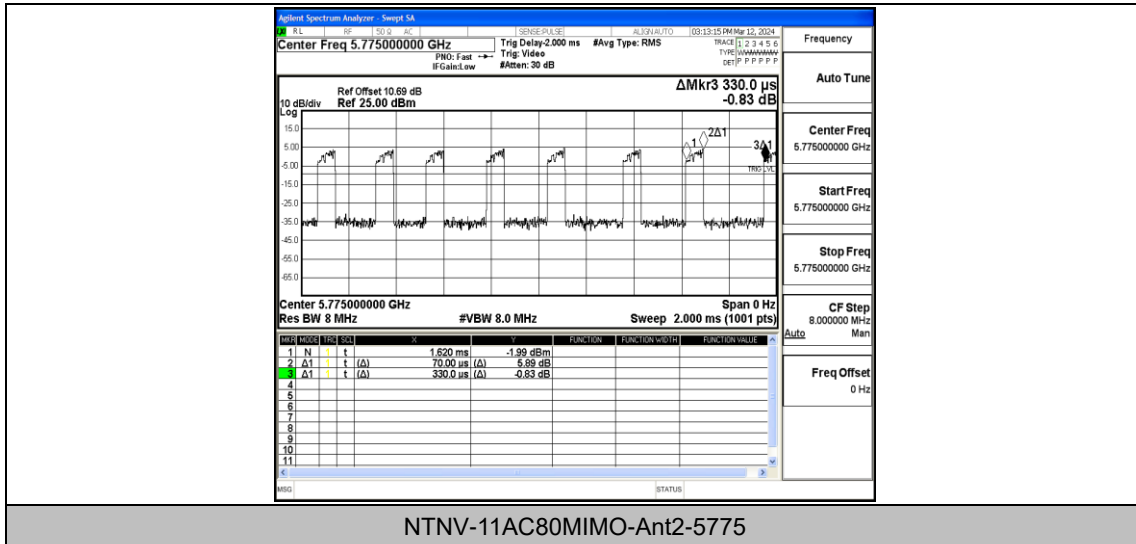 Agilent Spectrum Analyzer - Swept SA
RL RF 50 Ω AC SENSE:PULSE ALIGN AUTO 03:13:15 PM Mar 12, 2024
Center Freq 5.775000000 GHz
PNO: Fast
IFGain:Low
Trig Delay-2.000 ms
Trig: Video
#Atten: 30 dB
#Avg Type: RMS
TRACE 1 2 3 4 5 6
TYPE
DET P P P P P P
Frequency
Auto Tune
ΔMkr3 330.0 µs
-0.83 dB
Ref Offset 10.69 dB
10 dB/div Ref 25.00 dBm
Log
15.0
5.00
-5.00
-15.0
-25.0
-35.0
-45.0
-55.0
-65.0
1
2Δ1
3Δ1
TRIG LVL
Center Freq
5.775000000 GHz
Start Freq
5.775000000 GHz
Stop Freq
5.775000000 GHz
CF Step
8.000000 MHz
Auto Man
Freq Offset
0 Hz
Center 5.775000000 GHz Span 0 Hz
Res BW 8 MHz #VBW 8.0 MHz Sweep 2.000 ms (1001 pts)
MKR MODE TRC SCL X Y FUNCTION FUNCTION WIDTH FUNCTION VALUE
1 N 1 t 1.620 ms -1.99 dBm
2 Δ1 1 t (Δ) 70.00 µs (Δ) 5.89 dB
3 Δ1 1 t (Δ) 330.0 µs (Δ) -0.83 dB
4
5
6
7
8
9
10
11
MSG STATUS
NTNV-11AC80MIMO-Ant2-5775